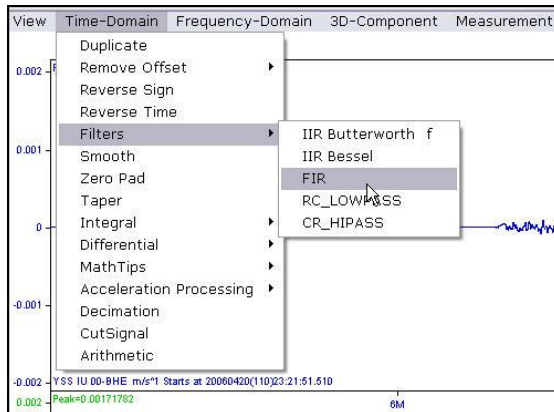 View Time-Domain Frequency-Domain 3D-Component Measurement
Duplicate
Remove Offset
Reverse Sign
Reverse Time
Filters
Smooth
Zero Pad
Taper
Integral
Differential
MathTips
Acceleration Processing
Decimation
CutSignal
Arithmetic
IIR Butterworth f
IIR Bessel
FIR
RC_LOWPASS
CR_HIPASS
0.002
0.001
0
-0.001
-0.002
YSS IU 00-BHE m/s^1 Starts at 20060420(110)23:21:51.510
0.002
Peak=0.00171782
6M